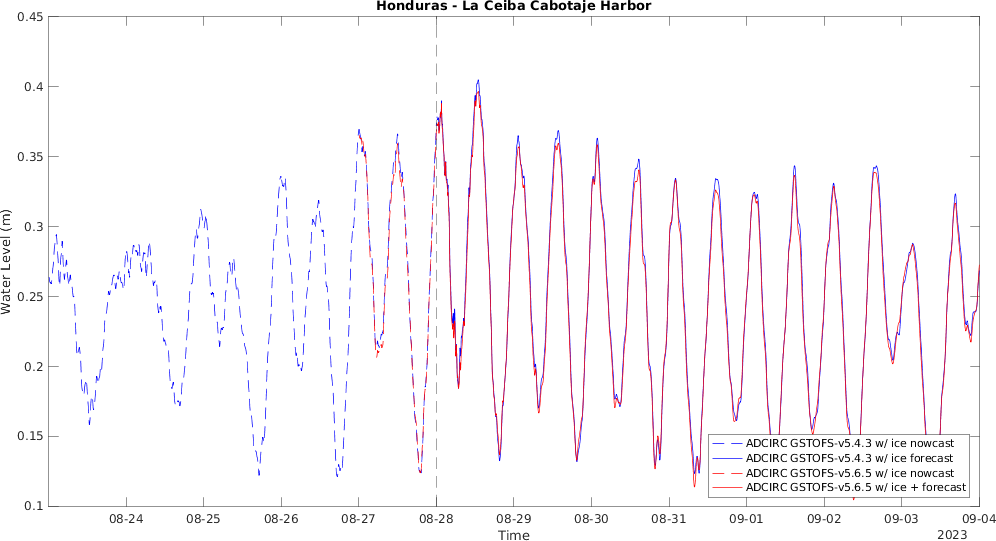 Honduras - La Ceiba Cabotaje Harbor
0.45
0.4
0.35
0.3
0.25
0.2
0.15
0.1
Water Level (m)
ADCIRC GSTOFS-v5.4.3 w/ ice nowcast
ADCIRC GSTOFS-v5.4.3 w/ ice forecast
ADCIRC GSTOFS-v5.6.5 w/ ice nowcast
ADCIRC GSTOFS-v5.6.5 w/ ice + forecast
08-24 08-25 08-26 08-27 08-28 08-29 08-30 08-31 09-01 09-02 09-03 09-04
Time
2023